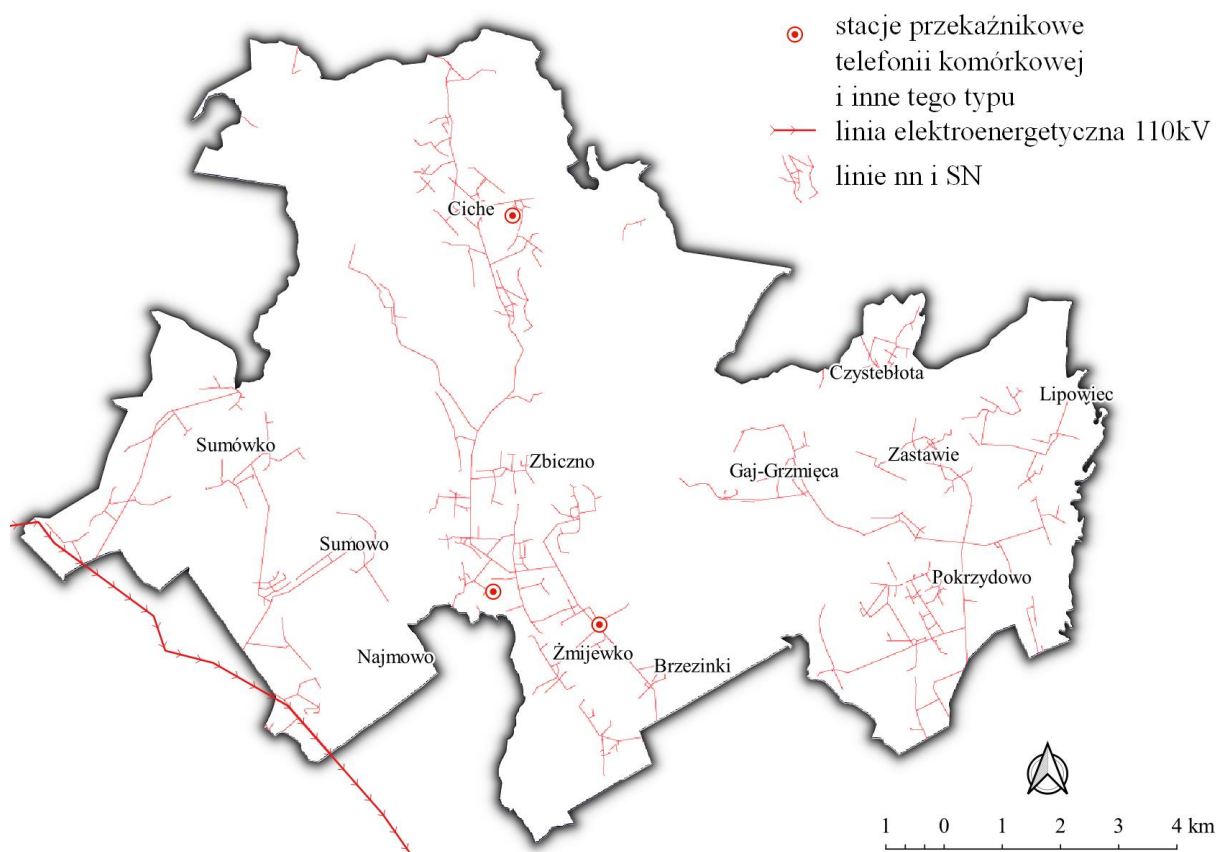 stacje przekaźnikowe
telefonii komórkowej
i inne tego typu
linia elektroenergetyczna 110kV
linie nn i SN
Ciche
Czystebłota
Lipowiec
Sumówko
Zbiczno
Gaj-Grzmięca
Zastawie
Sumowo
Pokrzydowo
Najmowo
Żmijewko
Brzezinki
1 0 1 2 3 4 km